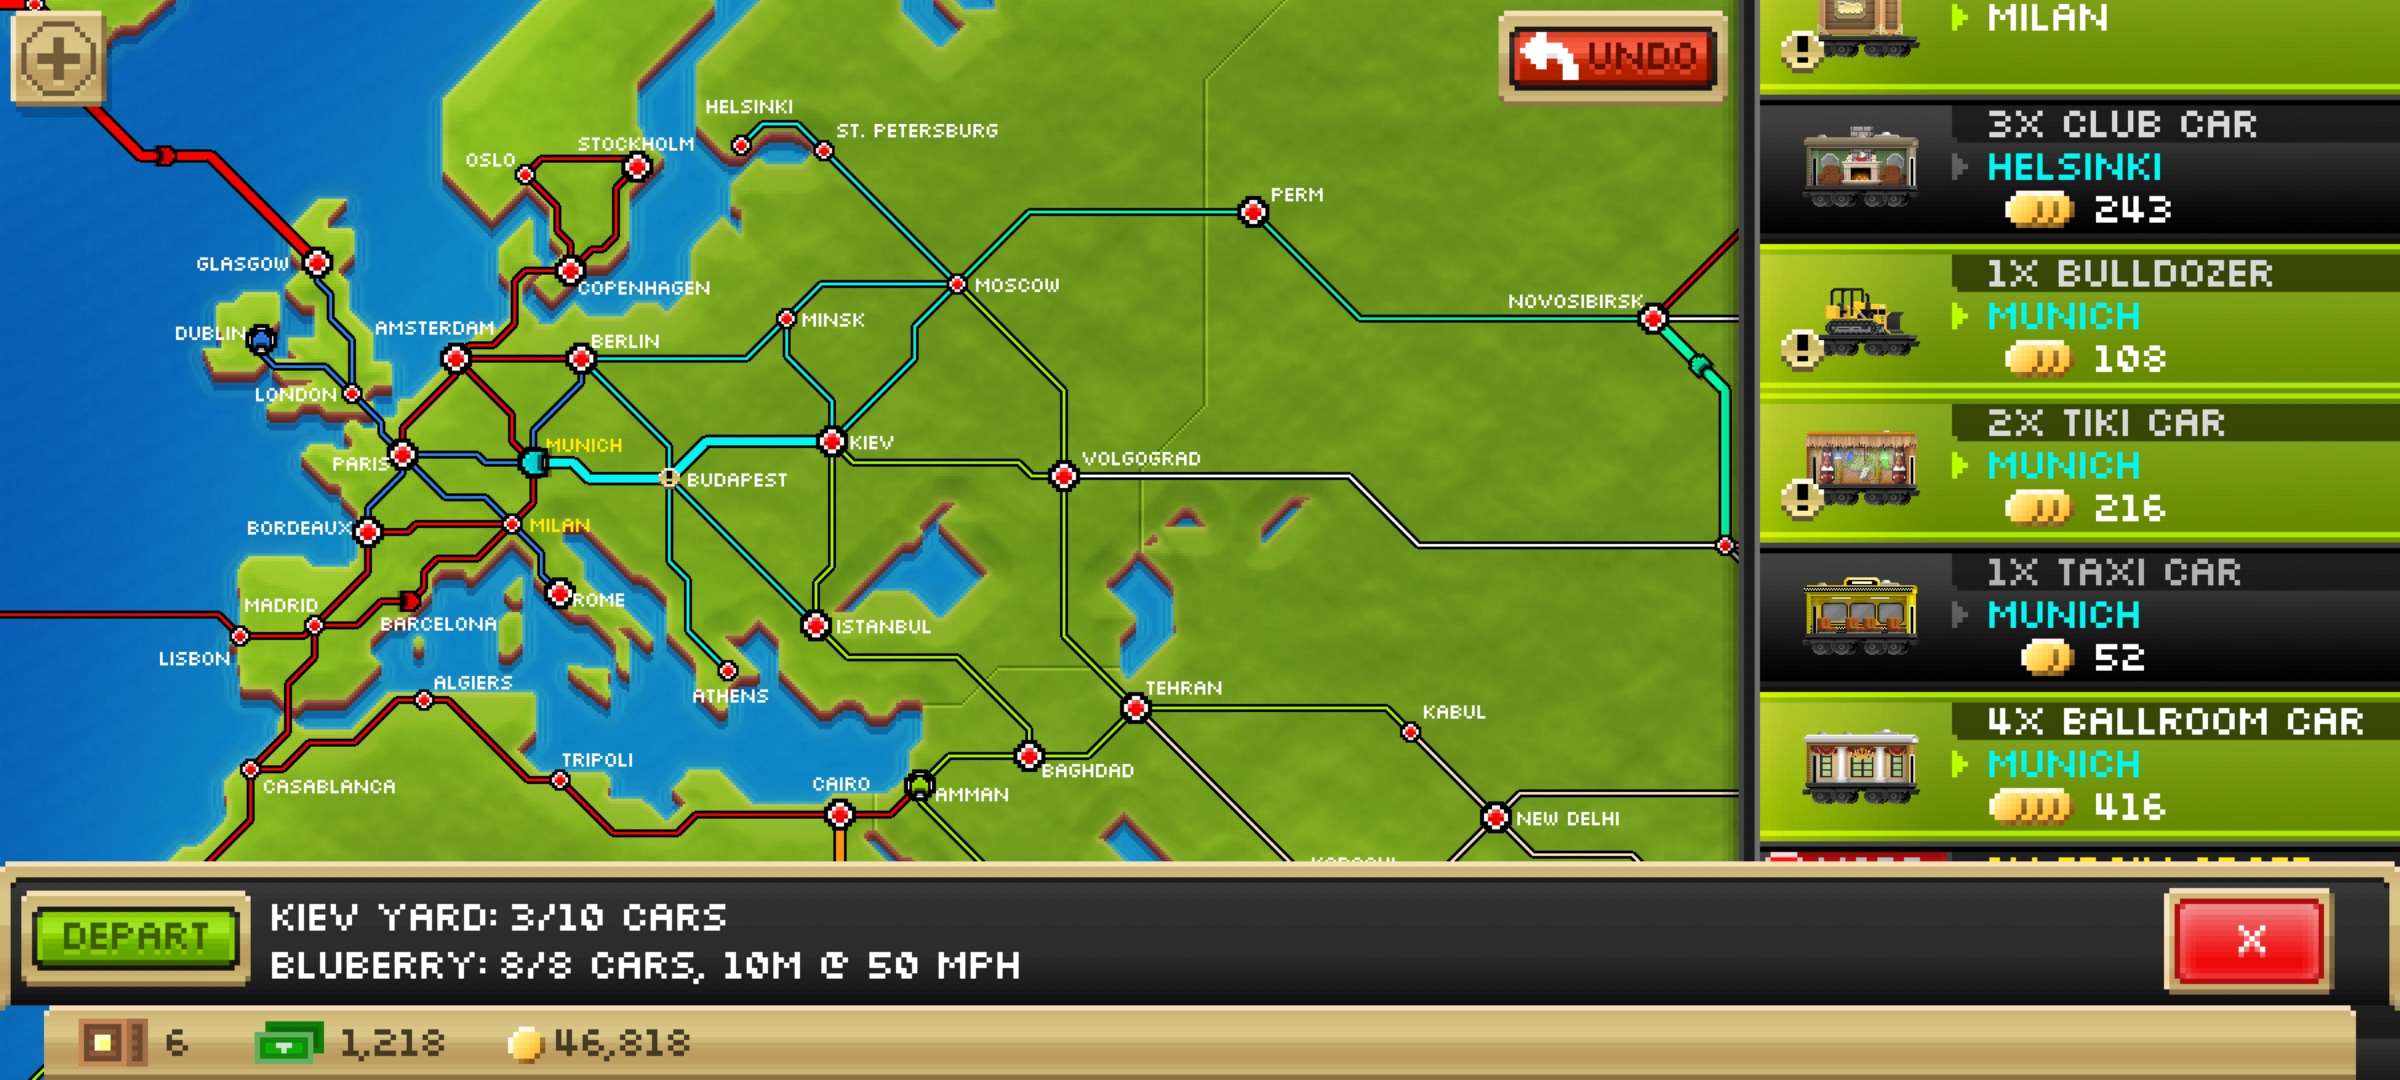 UNDO
MILAN
HELSINKI
ST. PETERSBURG
3X CLUB CAR
HELSINKI
243
OSLO
STOCKHOLM
PERM
GLASGOW
COPENHAGEN
MOSCOW
NOVOSIBIRSK
1X BULLDOZER
MUNICH
108
DUBLIN
AMSTERDAM
BERLIN
MINSK
LONDON
2X TIKI CAR
MUNICH
216
PARIS
MUNICH
KIEV
VOLGOGRAD
BUDAPEST
BORDEAUX
MILAN
1X TAXI CAR
MUNICH
52
MADRID
ROME
BARCELONA
ISTANBUL
LISBON
ALGIERS
ATHENS
TEHRAN
KABUL
4X BALLROOM CAR
MUNICH
416
TRIPOLI
CASABLANCA
CAIRO
BAGHDAD
AMMAN
NEW DELHI
DEPART
KIEV YARD: 3/10 CARS
BLUBERRY: 8/8 CARS, 10M @ 50 MPH
X
6
1,218
46,818